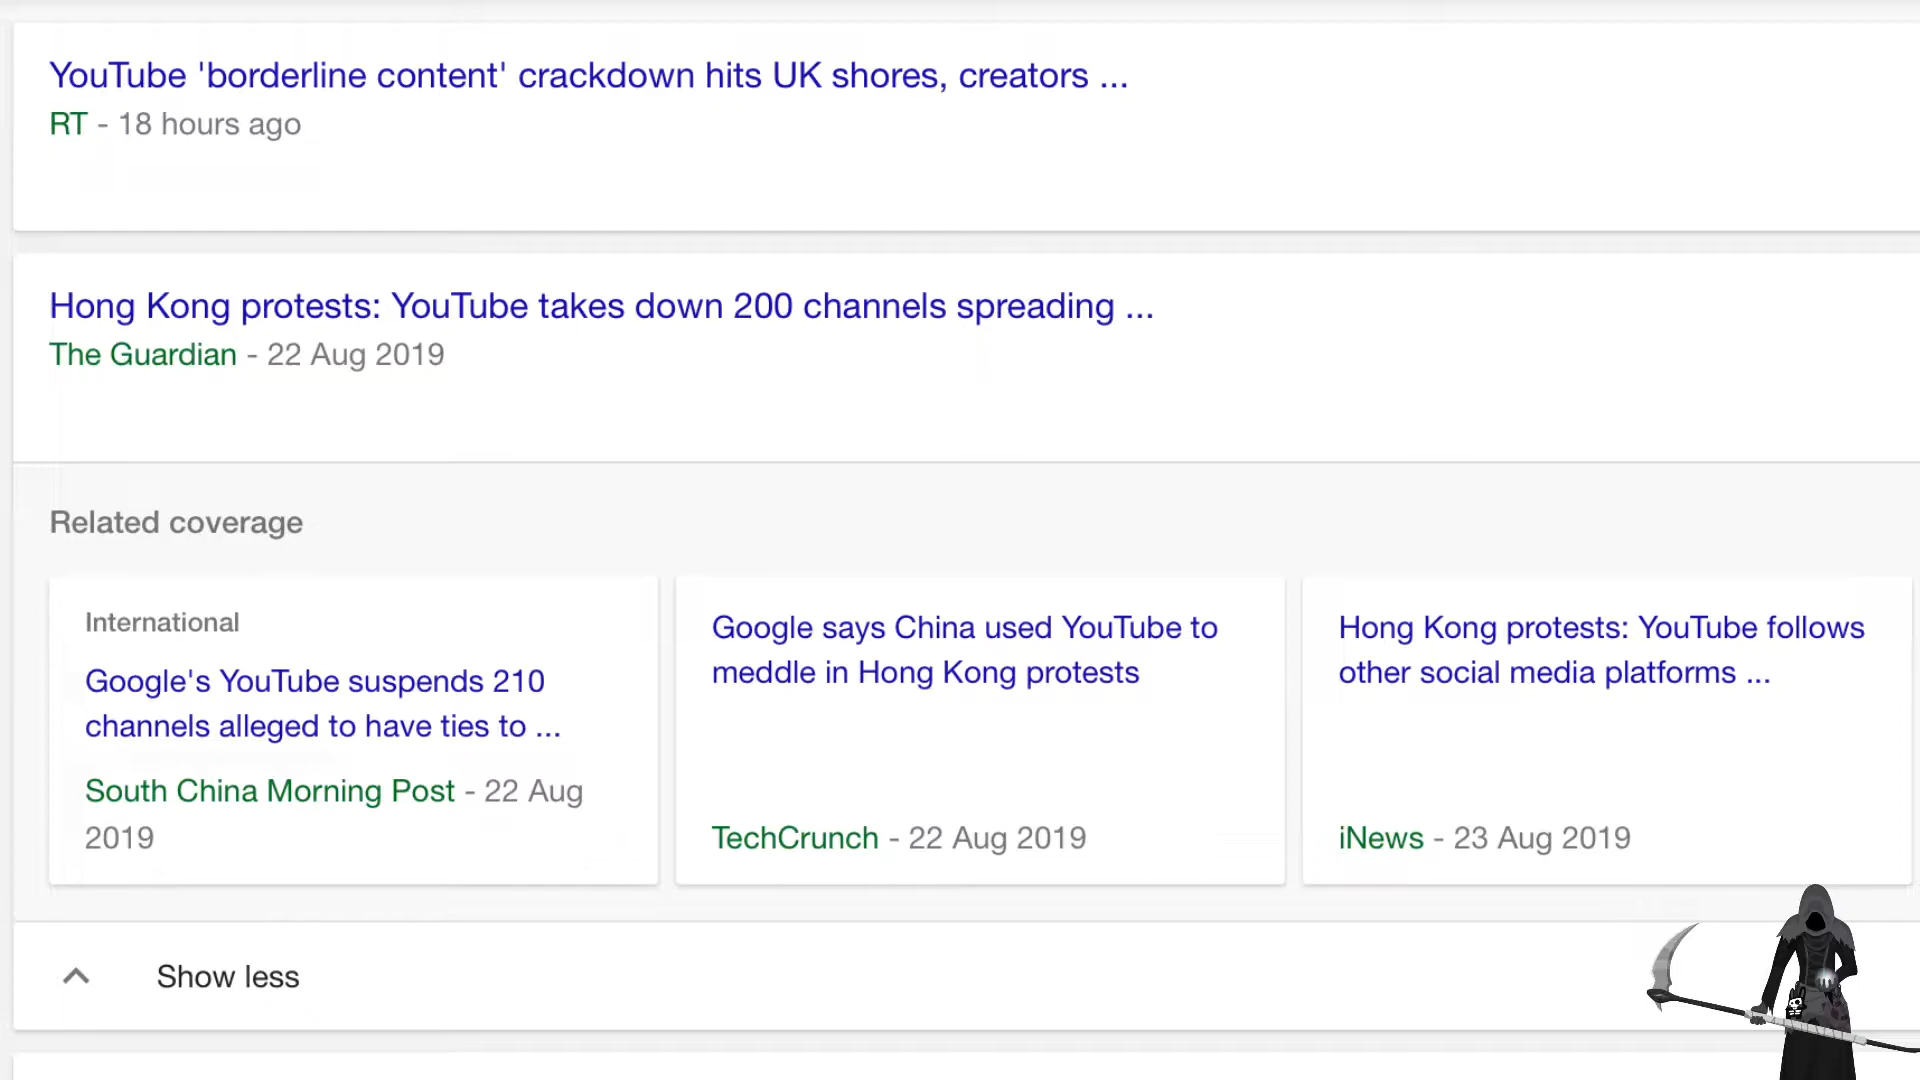 YouTube 'borderline content' crackdown hits UK shores, creators ...
RT - 18 hours ago
Hong Kong protests: YouTube takes down 200 channels spreading ...
The Guardian - 22 Aug 2019
Related coverage
International
Google's YouTube suspends 210
channels alleged to have ties to ...
South China Morning Post - 22 Aug
2019
Google says China used YouTube to
meddle in Hong Kong protests
TechCrunch - 22 Aug 2019
Hong Kong protests: YouTube follows
other social media platforms ...
iNews - 23 Aug 2019
Show less